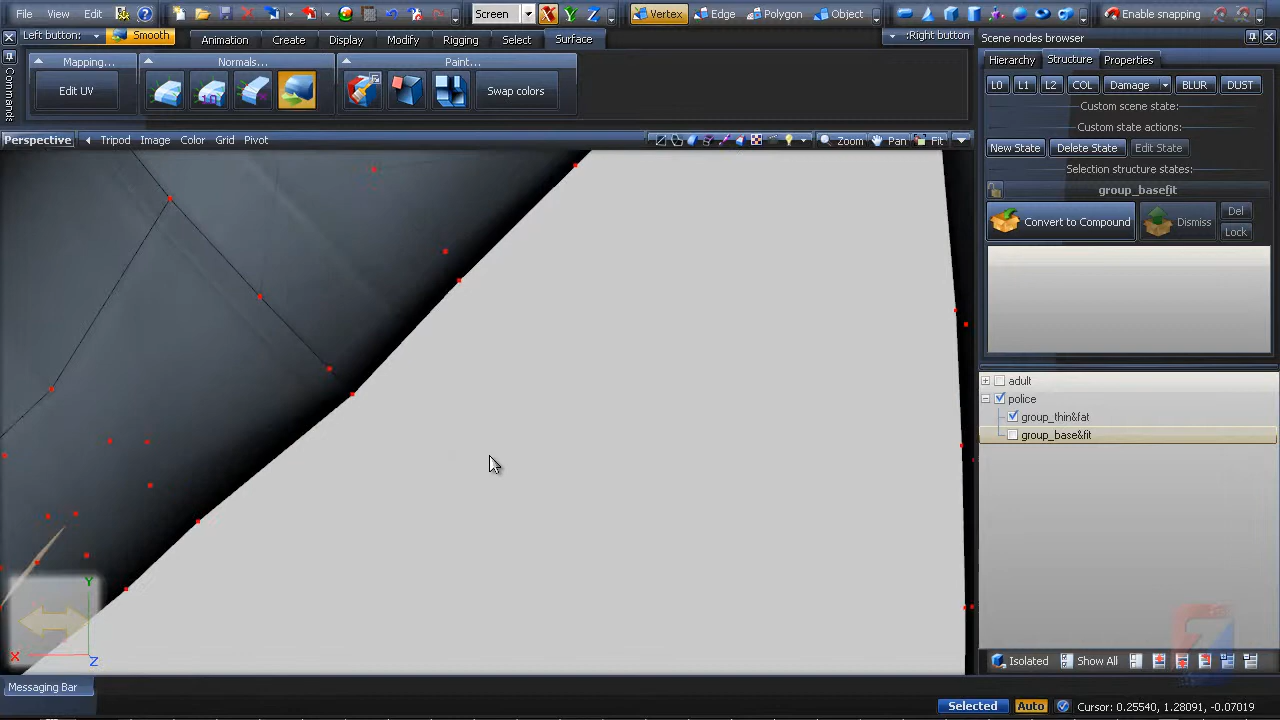 File View Edit Screen X Y Z Vertex Edge Polygon Object Enable snapping
Left button: Smooth Animation Create Display Modify Rigging Select Surface :Right button
Scene nodes browser
Commands
Mapping... Normals... Paint...
Hierarchy Structure Properties
Edit UV Swap colors
L0 L1 L2 COL Damage BLUR DUST
Custom scene state:
Custom state actions:
Perspective Tripod Image Color Grid Pivot Zoom Pan Fit
New State Delete State Edit State
Selection structure states:
group_basefit
Convert to Compound Dismiss Del
Lock
adult
police
group_thin&fat
group_base&fit
Y
X
Z
Isolated Show All
Messaging Bar
Selected Auto Cursor: 0.25540, 1.28091, -0.07019